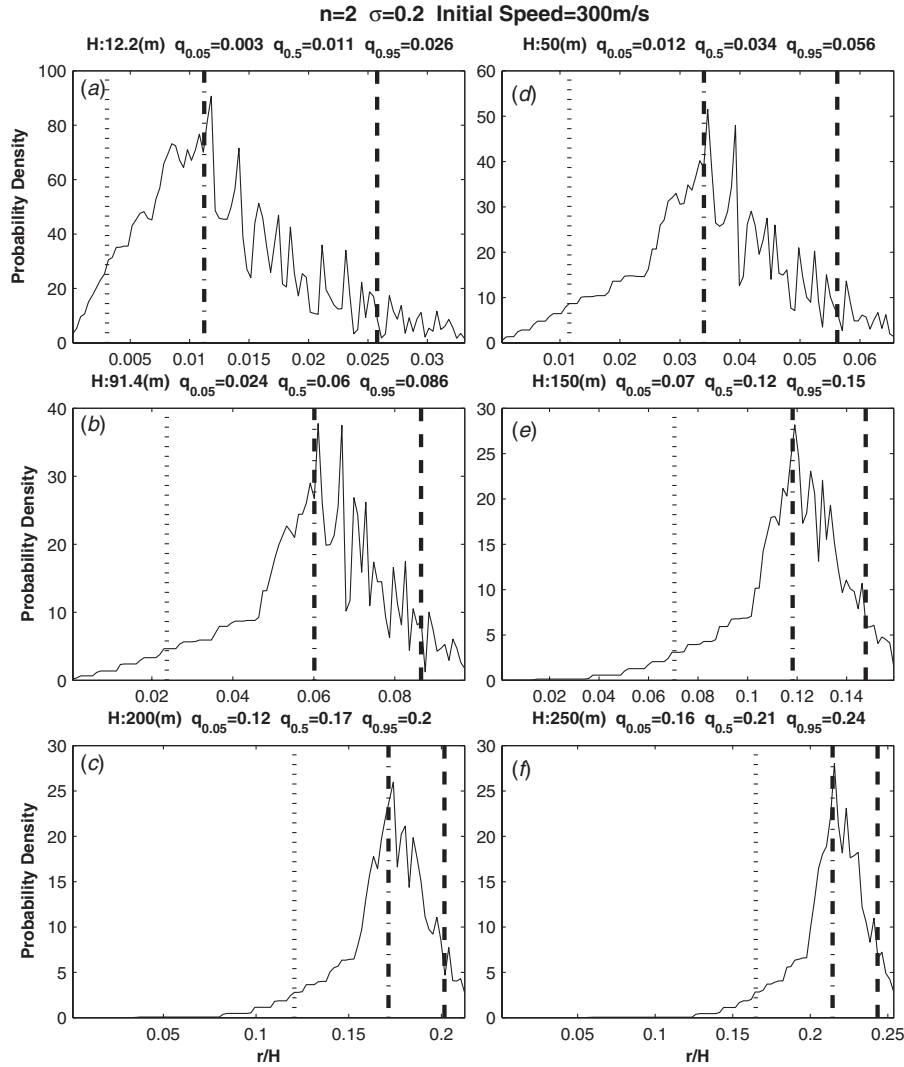 n=2 σ=0.2 Initial Speed=300m/s
H:12.2(m) q0.05=0.003 q0.5=0.011 q0.95=0.026
(a)
100
80
60
40
20
0
0.005 0.01 0.015 0.02 0.025 0.03
Probability Density
H:50(m) q0.05=0.012 q0.5=0.034 q0.95=0.056
(d)
60
50
40
30
20
10
0
0.01 0.02 0.03 0.04 0.05 0.06
H:91.4(m) q0.05=0.024 q0.5=0.06 q0.95=0.086
(b)
40
30
20
10
0
0.02 0.04 0.06 0.08
Probability Density
H:150(m) q0.05=0.07 q0.5=0.12 q0.95=0.15
(e)
30
25
20
15
10
5
0
0.02 0.04 0.06 0.08 0.1 0.12 0.14
H:200(m) q0.05=0.12 q0.5=0.17 q0.95=0.2
(c)
30
25
20
15
10
5
0
0.05 0.1 0.15 0.2
Probability Density
r/H
H:250(m) q0.05=0.16 q0.5=0.21 q0.95=0.24
(f)
30
25
20
15
10
5
0
0.05 0.1 0.15 0.2 0.25
r/H